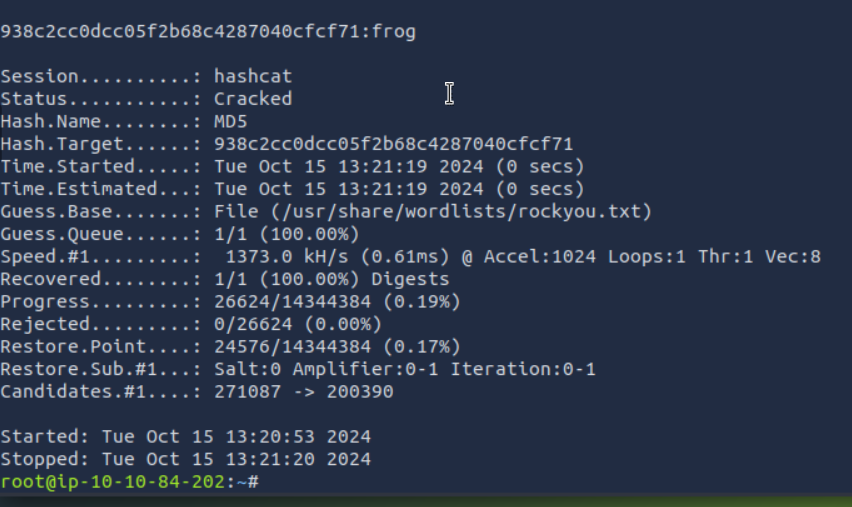 938c2cc0dcc05f2b68c4287040cfcf71:frog
Session..........: hashcat
Status...........: Cracked
Hash.Name........: MD5
Hash.Target......: 938c2cc0dcc05f2b68c4287040cfcf71
Time.Started.....: Tue Oct 15 13:21:19 2024 (0 secs)
Time.Estimated...: Tue Oct 15 13:21:19 2024 (0 secs)
Guess.Base.......: File (/usr/share/wordlists/rockyou.txt)
Guess.Queue......: 1/1 (100.00%)
Speed.#1.........:  1373.0 kH/s (0.61ms) @ Accel:1024 Loops:1 Thr:1 Vec:8
Recovered........: 1/1 (100.00%) Digests
Progress.........: 26624/14344384 (0.19%)
Rejected.........: 0/26624 (0.00%)
Restore.Point....: 24576/14344384 (0.17%)
Restore.Sub.#1...: Salt:0 Amplifier:0-1 Iteration:0-1
Candidates.#1....: 271087 -> 200390
Started: Tue Oct 15 13:20:53 2024
Stopped: Tue Oct 15 13:21:20 2024
root@ip-10-10-84-202:~#